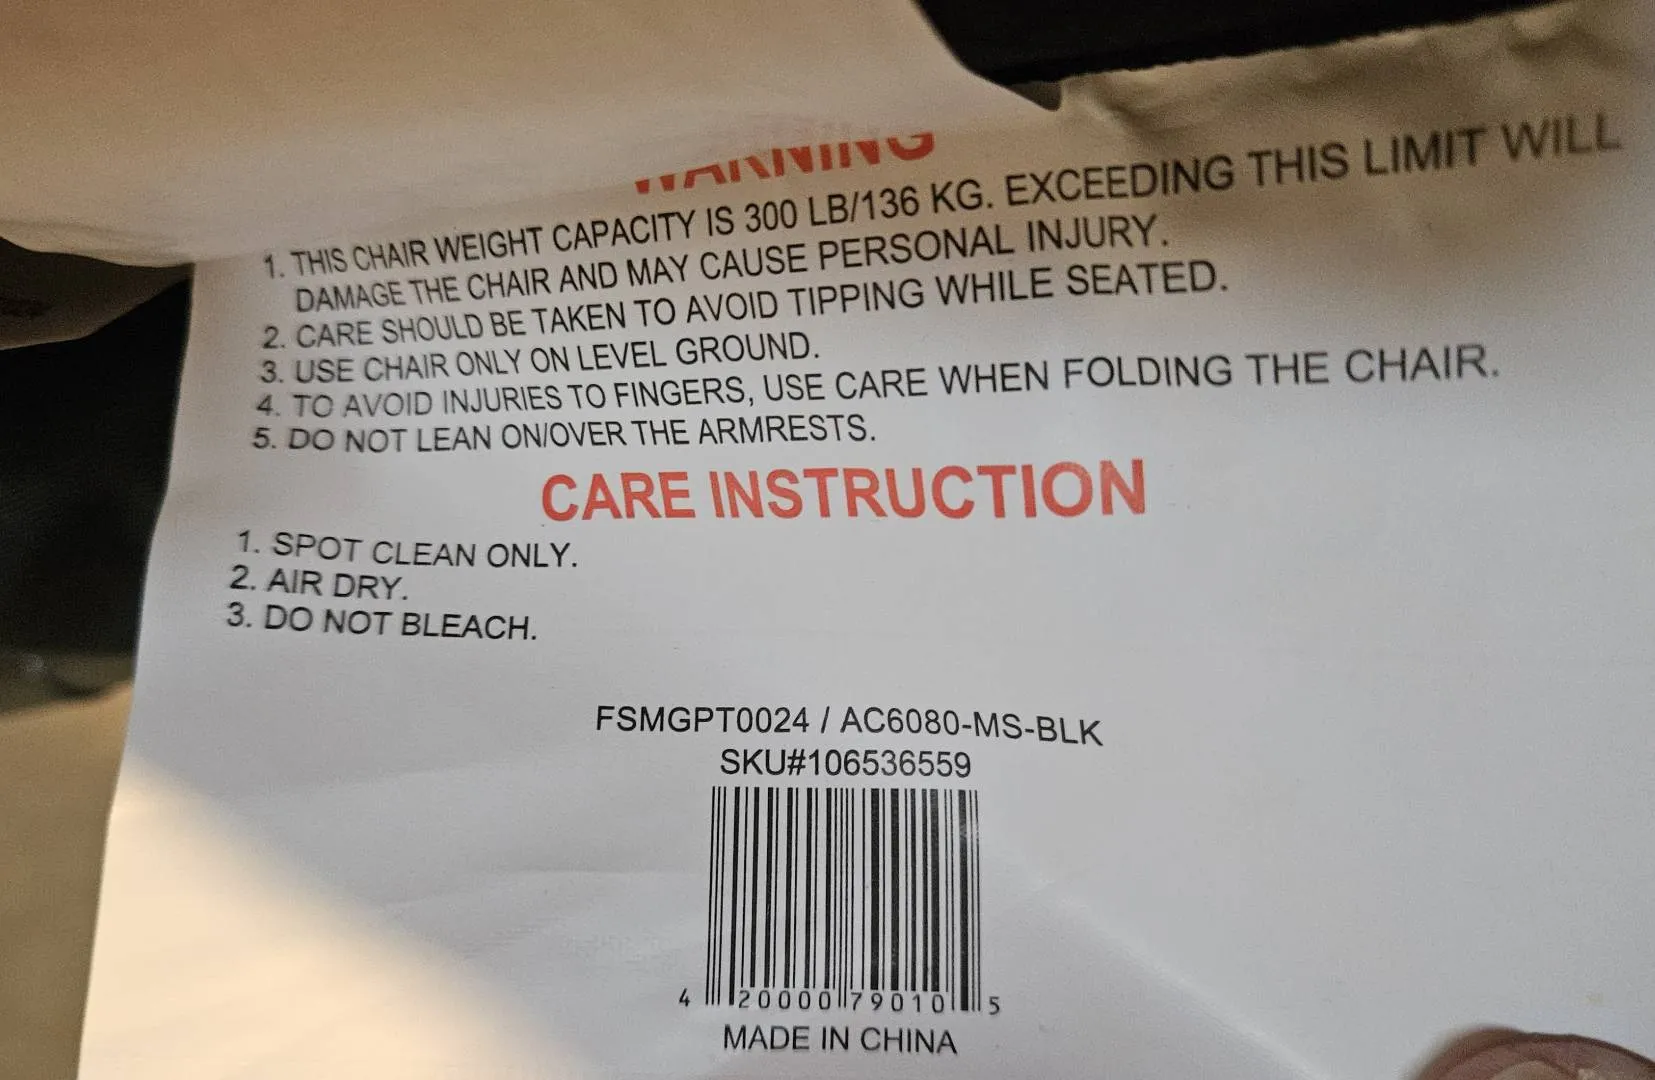 WARNING
1. THIS CHAIR WEIGHT CAPACITY IS 300 LB/136 KG. EXCEEDING THIS LIMIT WILL
DAMAGE THE CHAIR AND MAY CAUSE PERSONAL INJURY.
2. CARE SHOULD BE TAKEN TO AVOID TIPPING WHILE SEATED.
3. USE CHAIR ONLY ON LEVEL GROUND.
4. TO AVOID INJURIES TO FINGERS, USE CARE WHEN FOLDING THE CHAIR.
5. DO NOT LEAN ON/OVER THE ARMRESTS.
CARE INSTRUCTION
1. SPOT CLEAN ONLY.
2. AIR DRY.
3. DO NOT BLEACH.
FSMGPT0024 / AC6080-MS-BLK
SKU#106536559
4 20000 79010 5
MADE IN CHINA